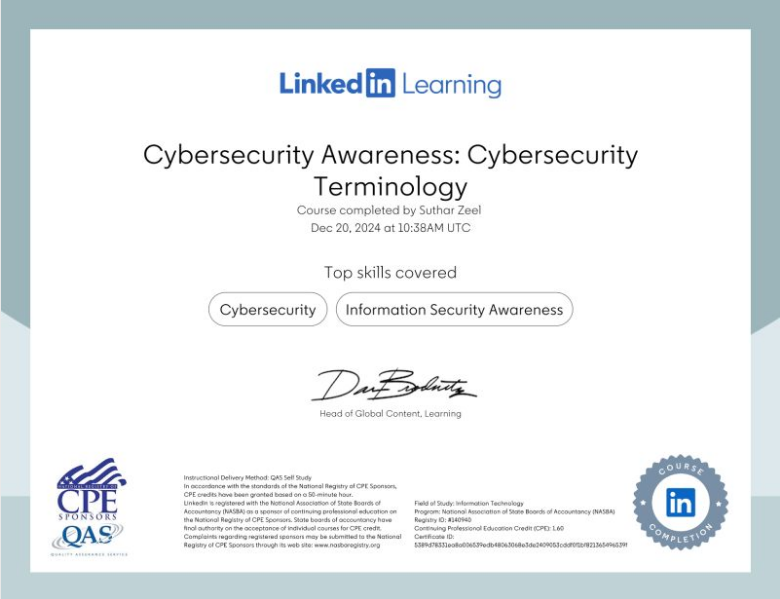 Linked in Learning
Cybersecurity Awareness: Cybersecurity
Terminology
Course completed by Suthar Zeel
Dec 20, 2024 at 10:38AM UTC
Top skills covered
Cybersecurity
Information Security Awareness
Head of Global Content, Learning
NATIONAL REGISTRY OF
CPE
SPONSORS
QAS
QUALITY ASSURANCE SERVICE
Instructional Delivery Method: QAS Self Study
In accordance with the standards of the National Registry of CPE Sponsors,
CPE credits have been granted based on a 50-minute hour.
LinkedIn is registered with the National Association of State Boards of
Accountancy (NASBA) as a sponsor of continuing professional education on
the National Registry of CPE Sponsors. State boards of accountancy have
final authority on the acceptance of individual courses for CPE credit.
Complaints regarding registered sponsors may be submitted to the National
Registry of CPE Sponsors through its web site: www.nasbaregistry.org
Field of Study: Information Technology
Program: National Association of State Boards of Accountancy (NASBA)
Registry ID: #140940
Continuing Professional Education Credit (CPE): 1.60
Certificate ID:
COURSE
in
COMPLETION